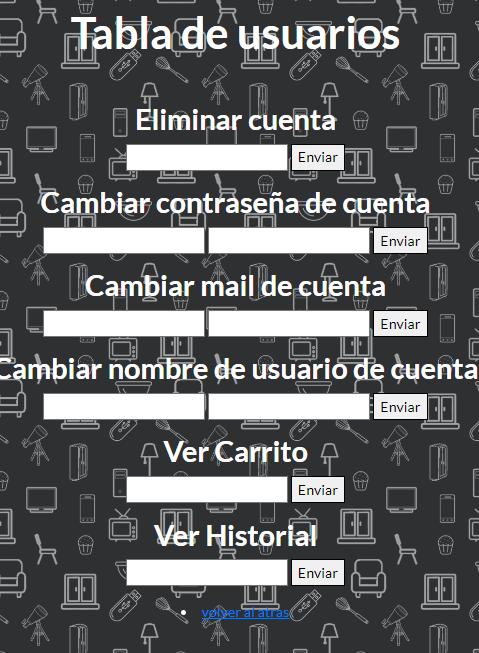 Tabla de usuarios
Eliminar cuenta
Enviar
Cambiar contraseña de cuenta
Enviar
Cambiar mail de cuenta
Enviar
Cambiar nombre de usuario de cuenta
Enviar
Ver Carrito
Enviar
Ver Historial
Enviar
volver al atras